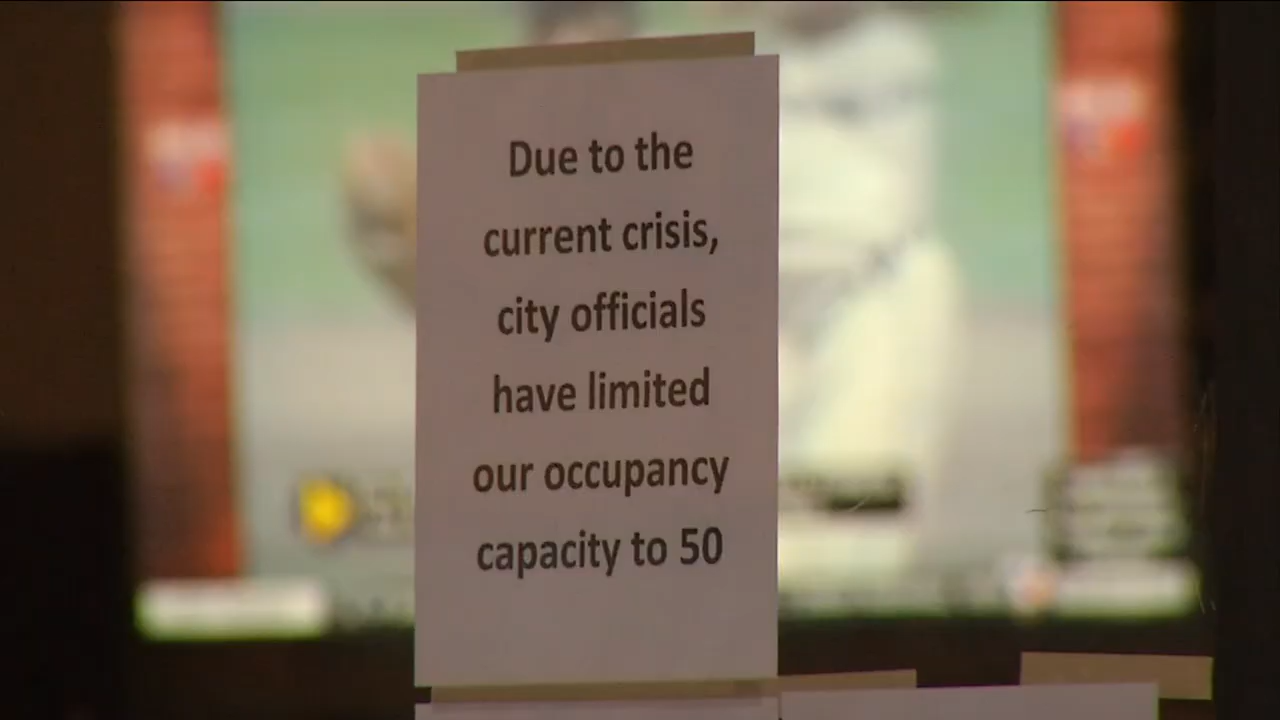 Due to the
current crisis,
city officials
have limited
our occupancy
capacity to 50